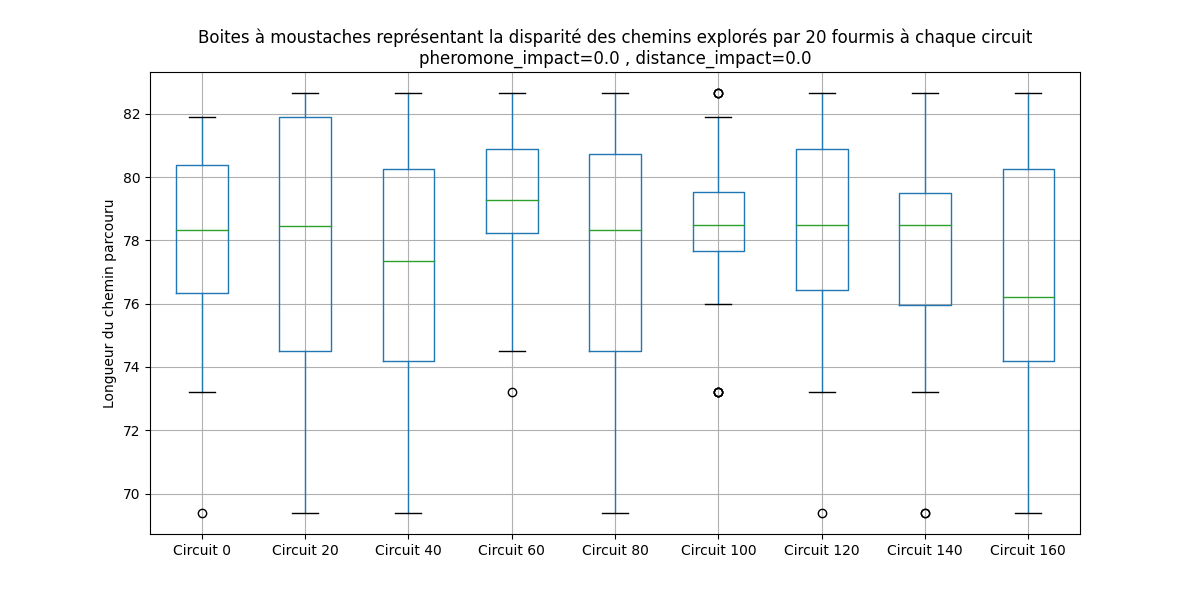 Boites à moustaches représentant la disparité des chemins explorés par 20 fourmis à chaque circuit
pheromone_impact=0.0 , distance_impact=0.0
Longueur du chemin parcouru
82
80
78
76
74
72
70
Circuit 0 Circuit 20 Circuit 40 Circuit 60 Circuit 80 Circuit 100 Circuit 120 Circuit 140 Circuit 160